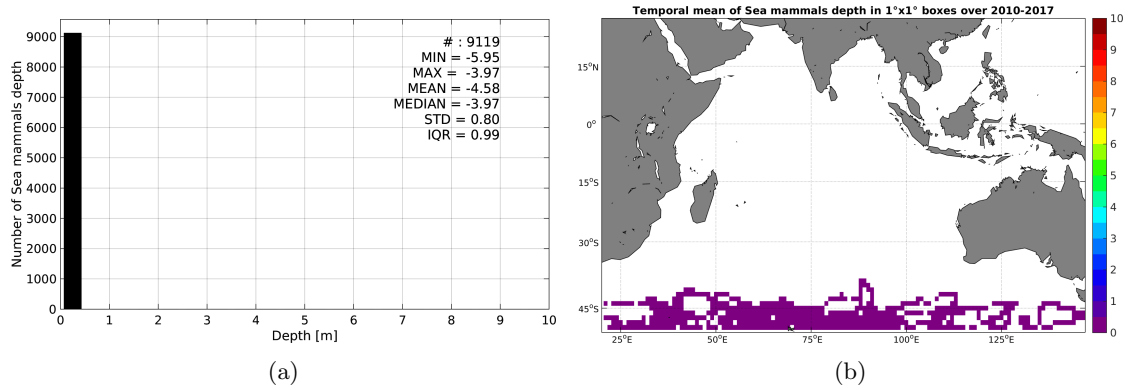 Number of Sea mammals depth
9000
8000
7000
6000
5000
4000
3000
2000
1000
0
# : 9119
MIN = -5.95
MAX = -3.97
MEAN = -4.58
MEDIAN = -3.97
STD = 0.80
IQR = 0.99
0 1 2 3 4 5 6 7 8 9 10
Depth [m]
(a)
Temporal mean of Sea mammals depth in 1°x1° boxes over 2010-2017
15°N
0°
15°S
30°S
45°S
25°E 50°E 75°E 100°E 125°E
10
9
8
7
6
5
4
3
2
1
0
(b)